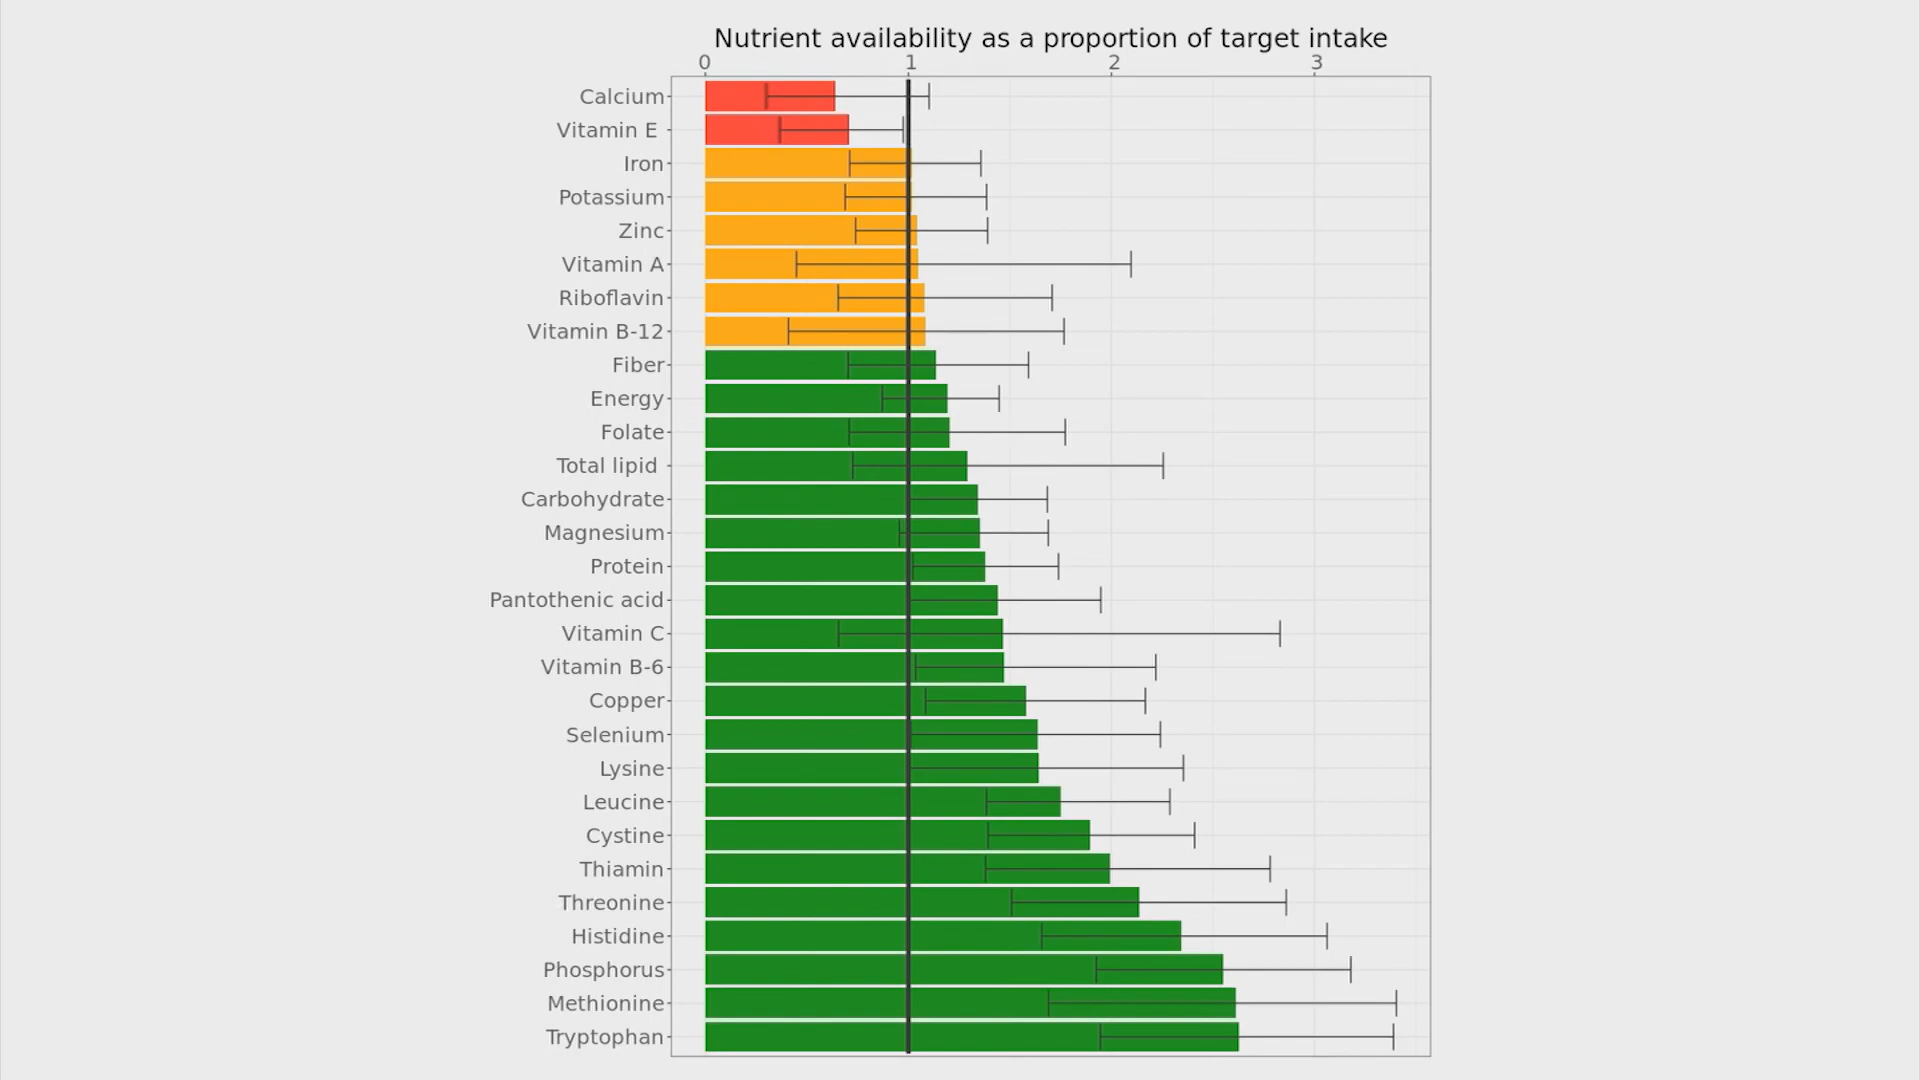 Nutrient availability as a proportion of target intake
0 1 2 3
Calcium
Vitamin E
Iron
Potassium
Zinc
Vitamin A
Riboflavin
Vitamin B-12
Fiber
Energy
Folate
Total lipid
Carbohydrate
Magnesium
Protein
Pantothenic acid
Vitamin C
Vitamin B-6
Copper
Selenium
Lysine
Leucine
Cystine
Thiamin
Threonine
Histidine
Phosphorus
Methionine
Tryptophan